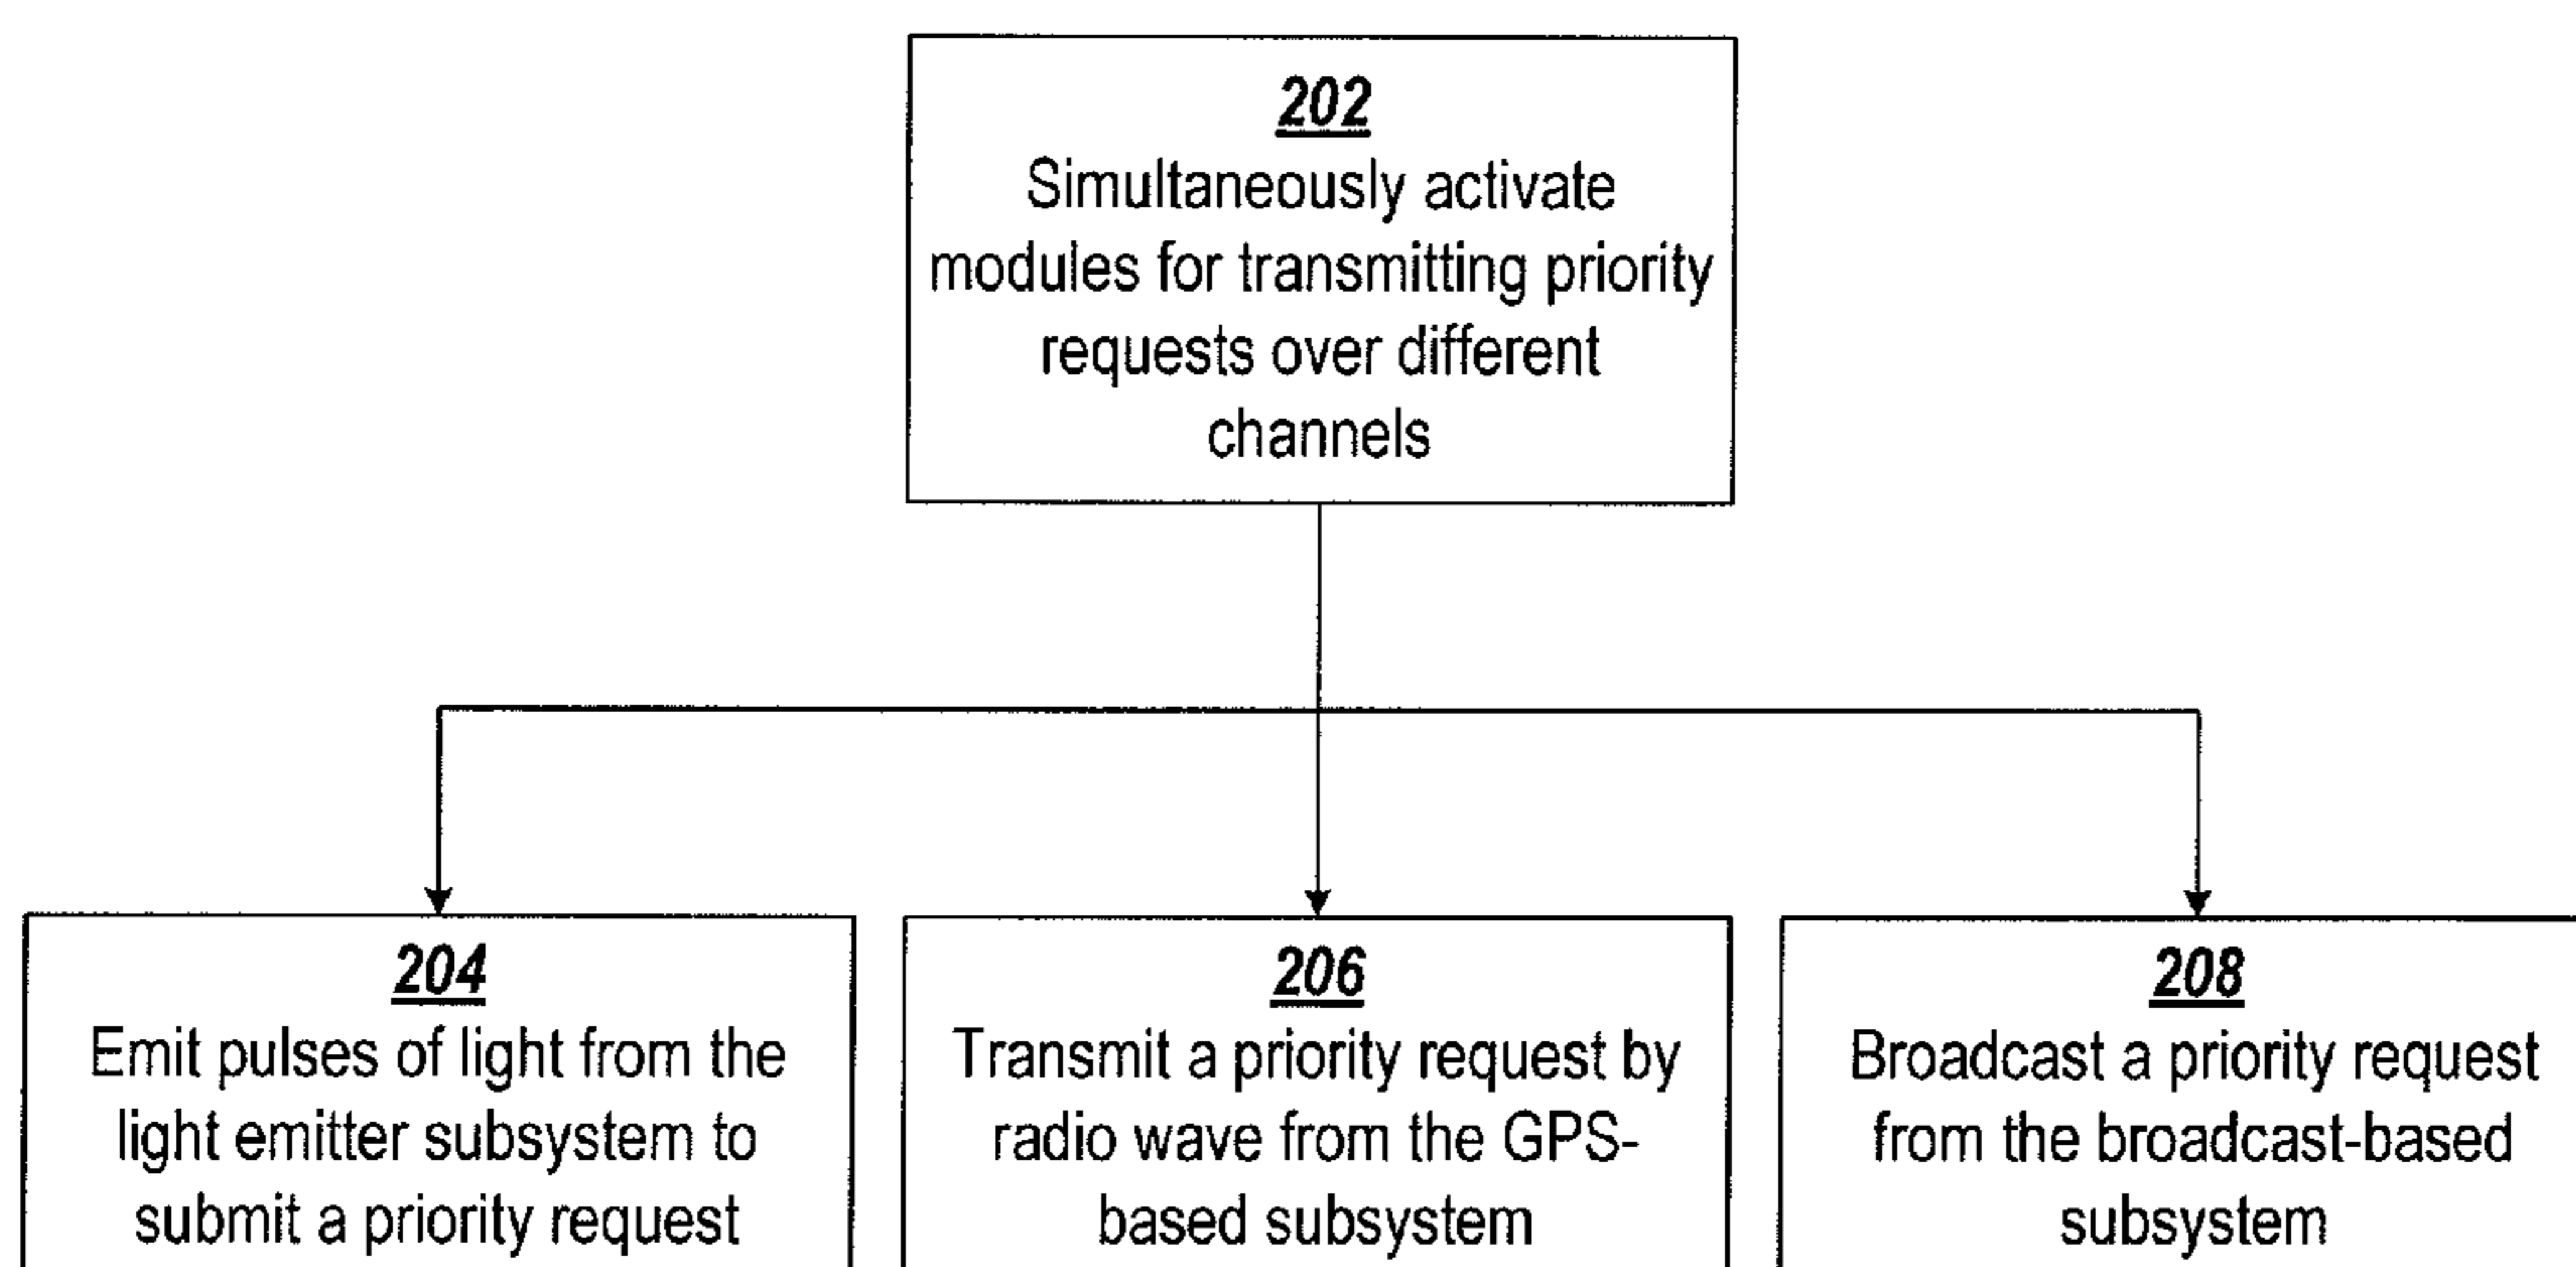 202
Simultaneously activate
modules for transmitting priority
requests over different
channels
204
Emit pulses of light from the
light emitter subsystem to
submit a priority request
206
Transmit a priority request by
radio wave from the GPS-
based subsystem
208
Broadcast a priority request
from the broadcast-based
subsystem